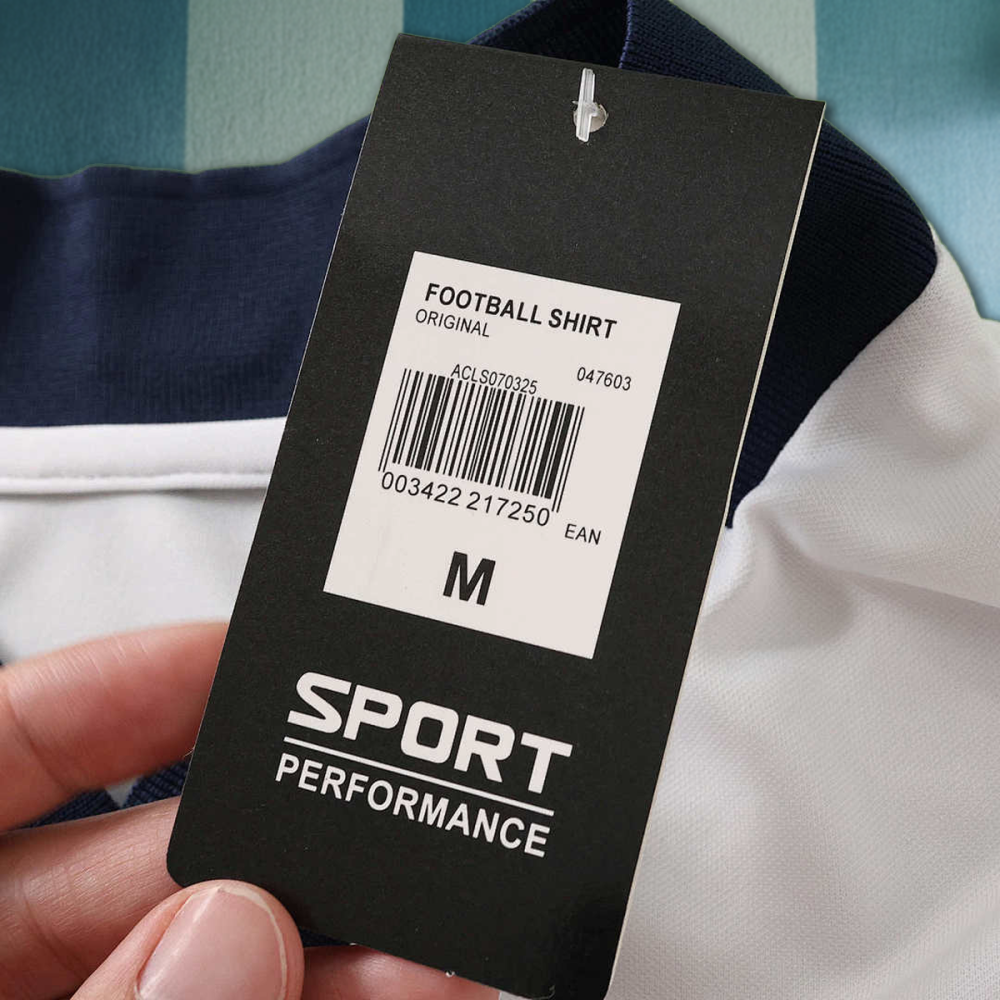 FOOTBALL SHIRT
ORIGINAL
ACLS070325 047603
003422 217250
EAN
M
SPORT
PERFORMANCE